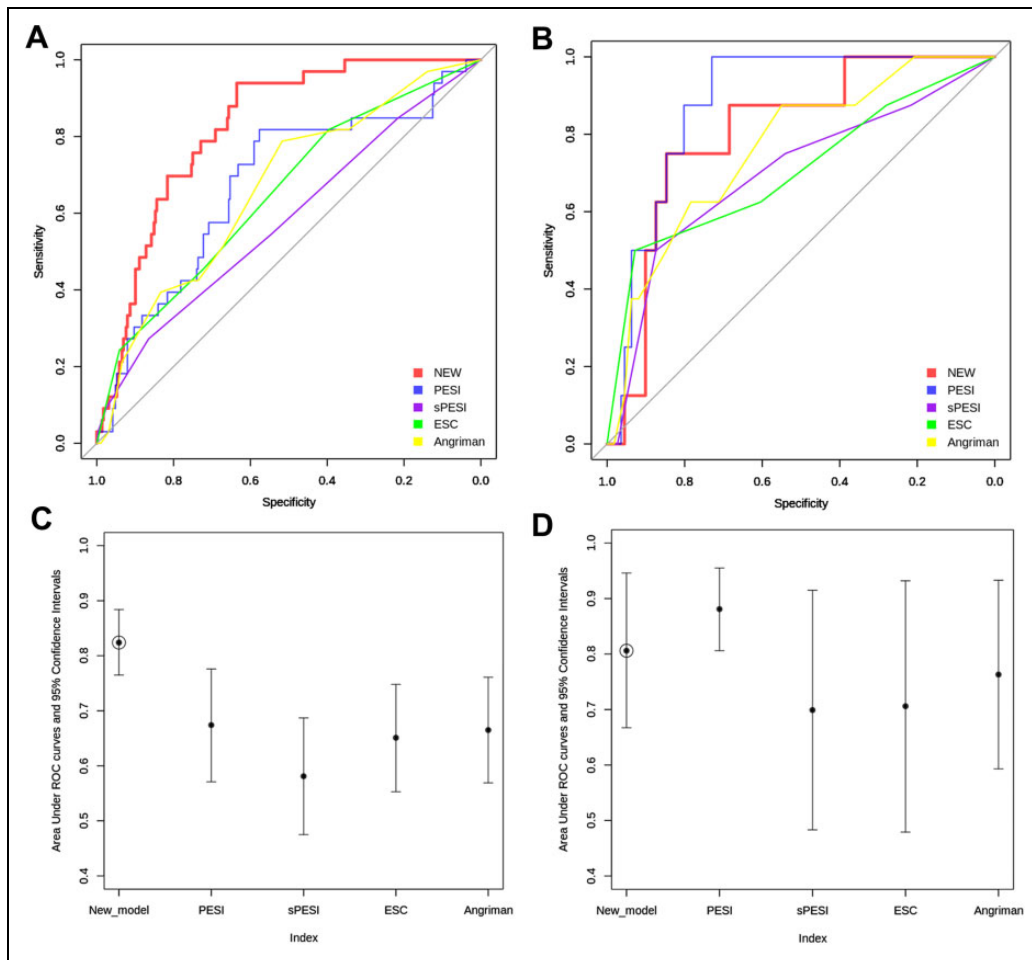 A
Sensitivity
1.0
0.8
0.6
0.4
0.2
0.0
NEW
PESI
sPESI
ESC
Angriman
1.0 0.8 0.6 0.4 0.2 0.0
Specificity
B
Sensitivity
1.0
0.8
0.6
0.4
0.2
0.0
NEW
PESI
sPESI
ESC
Angriman
1.0 0.8 0.6 0.4 0.2 0.0
Specificity
C
Area Under ROC curves and 95% Confidence Intervals
1.0
0.9
0.8
0.7
0.6
0.5
0.4
New_model PESI sPESI ESC Angriman
Index
D
Area Under ROC curves and 95% Confidence Intervals
1.0
0.9
0.8
0.7
0.6
0.5
0.4
New_model PESI sPESI ESC Angriman
Index